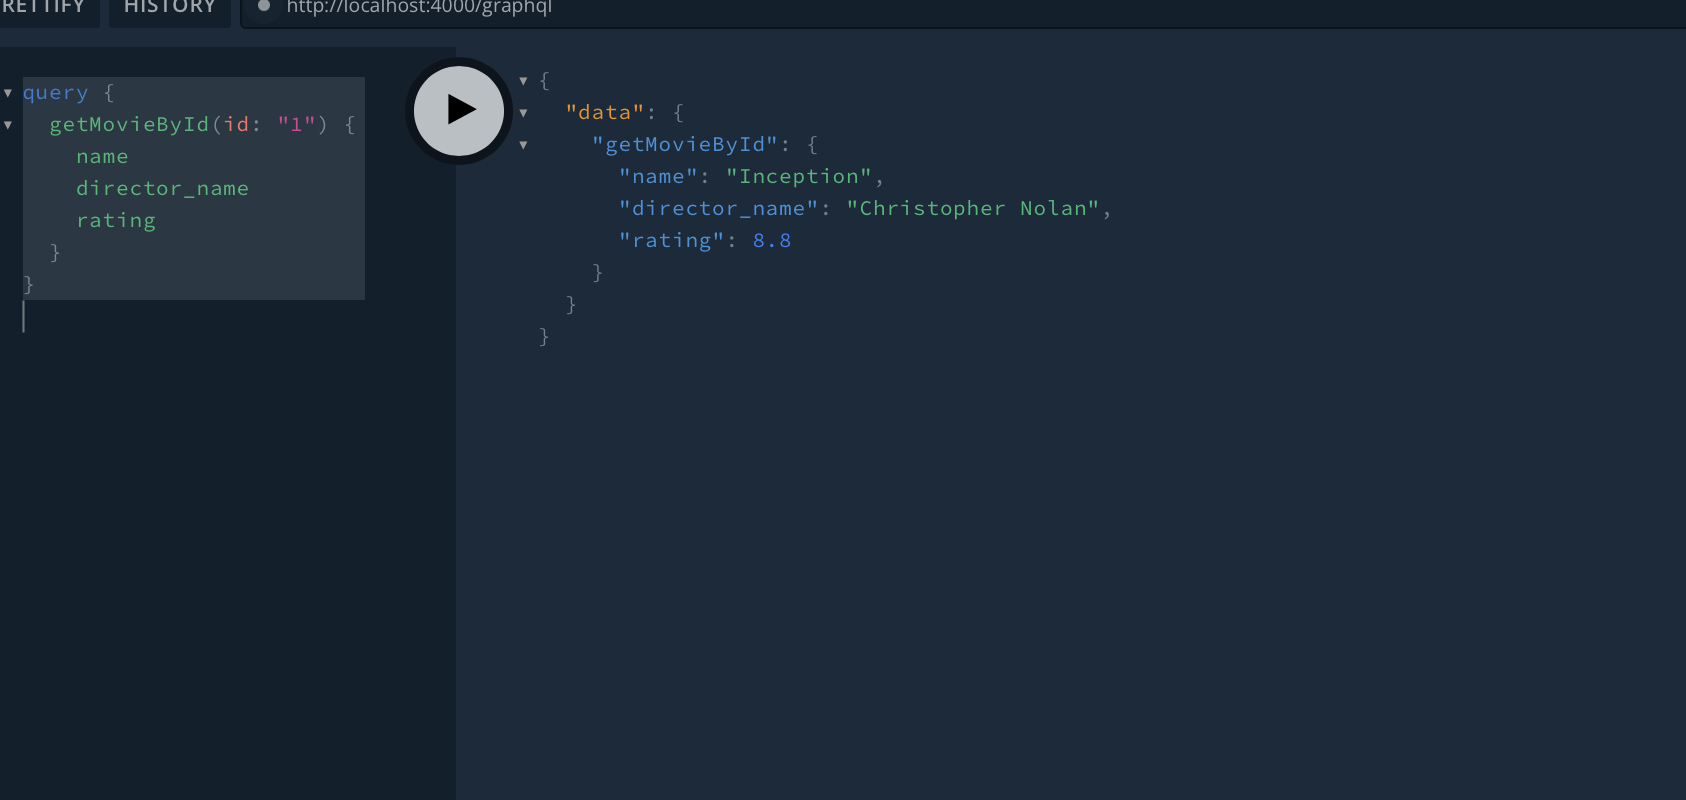 RETTIFY HISTORY http://localhost:4000/graphql
query {
  getMovieById(id: "1") {
    name
    director_name
    rating
  }
}
{
  "data": {
    "getMovieById": {
      "name": "Inception",
      "director_name": "Christopher Nolan",
      "rating": 8.8
    }
  }
}